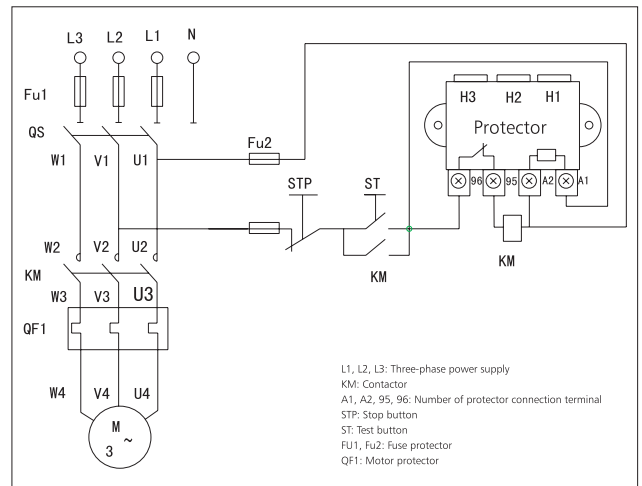 L3 L2 L1 N
Fu1
H3 H2 H1
Protector
QS
W1 V1 U1
Fu2
STP ST
96 95 A2 A1
W2 V2 U2
KM
KM
KM
W3 V3 U3
QF1
W4 V4 U4
M
3 ~
L1, L2, L3: Three-phase power supply
KM: Contactor
A1, A2, 95, 96: Number of protector connection terminal
STP: Stop button
ST: Test button
FU1, Fu2: Fuse protector
QF1: Motor protector